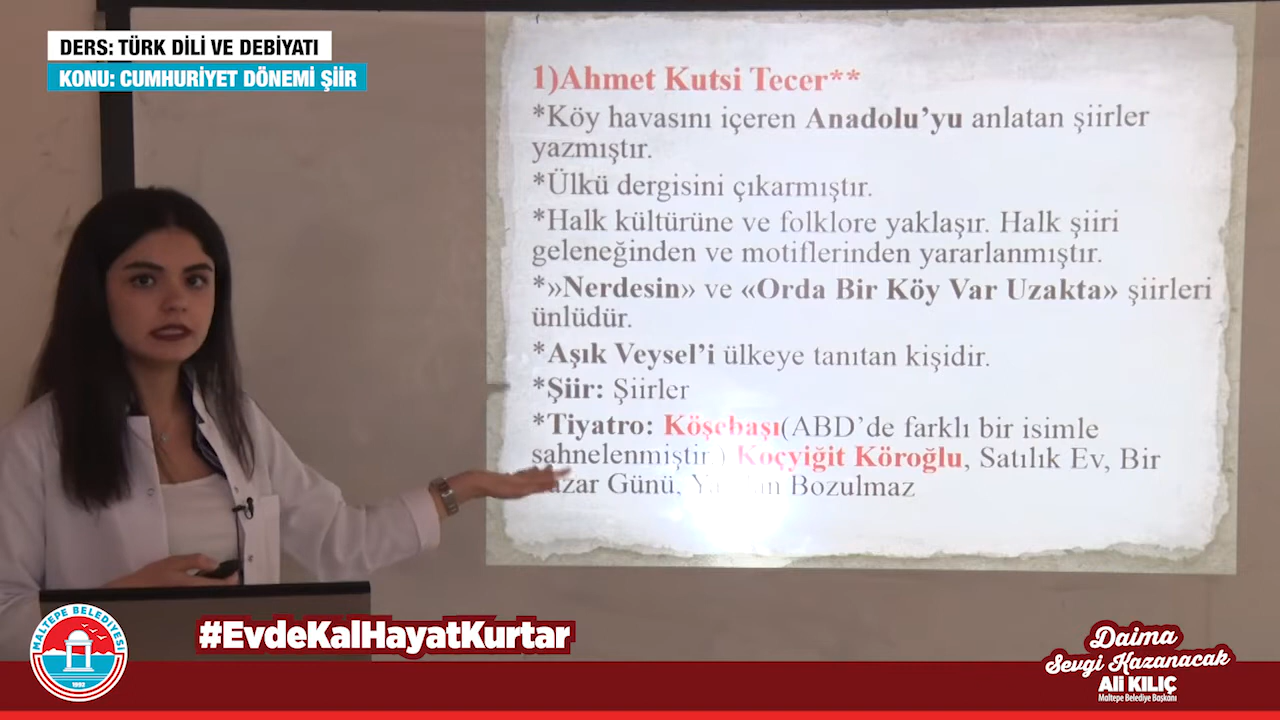 DERS: TÜRK DİLİ VE DEBİYATI
KONU: CUMHURİYET DÖNEMİ ŞİİR
1)Ahmet Kutsi Tecer**
*Köy havasını içeren Anadolu'yu anlatan şiirler
yazmıştır.
*Ülkü dergisini çıkarmıştır.
*Halk kültürüne ve folklore yaklaşır. Halk şiiri
geleneğinden ve motiflerinden yararlanmıştır.
*»Nerdesin» ve «Orda Bir Köy Var Uzakta» şiirleri
ünlüdür.
*Aşık Veysel'i ülkeye tanıtan kişidir.
*Şiir: Şiirler
*Tiyatro: Köşebaşı(ABD'de farklı bir isimle
sahnelenmiştir.) Koçyiğit Köroğlu, Satılık Ev, Bir
Günü, Bozulmaz
#EvdeKalHayatKurtar
MALTEPE BELEDİYESİ
1992
Daima
Sevgi Kazanacak
Ali KILIÇ
Maltepe Belediye Başkanı